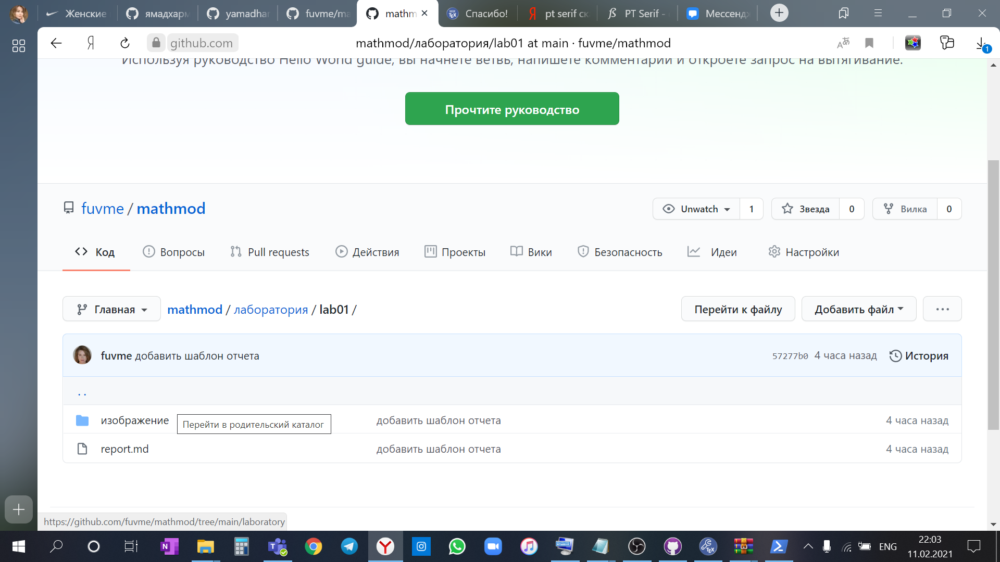 Женские
ямадхарм
yamadhar
fuvme/ma
mathm
Спасибо!
pt serif ск
PT Serif -
Мессендж
github.com
mathmod/лаборатория/lab01 at main · fuvme/mathmod
1
Используя руководство Hello World guide, вы начнете ветвь, напишете комментарии и откроете запрос на вытягивание.
Прочтите руководство
fuvme / mathmod
Unwatch 1
Звезда 0
Вилка 0
Код
Вопросы
Pull requests
Действия
Проекты
Вики
Безопасность
Идеи
Настройки
Главная
mathmod / лаборатория / lab01 /
Перейти к файлу
Добавить файл
...
fuvme добавить шаблон отчета
57277b0 4 часа назад
История
. .
изображение
Перейти в родительский каталог
добавить шаблон отчета
4 часа назад
report.md
добавить шаблон отчета
4 часа назад
https://github.com/fuvme/mathmod/tree/main/laboratory
ENG
22:03
11.02.2021